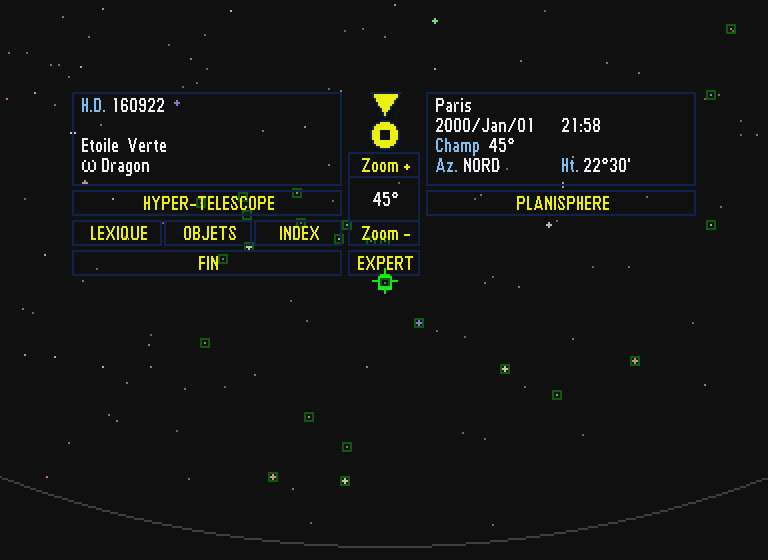 H.D. 160922
Etoile Verte
ω Dragon
HYPER-TELESCOPE
LEXIQUE OBJETS INDEX
FIN
Zoom +
45°
Zoom -
EXPERT
Paris
2000/Jan/01 21:58
Champ 45°
Az. NORD Ht. 22°30'
PLANISPHERE